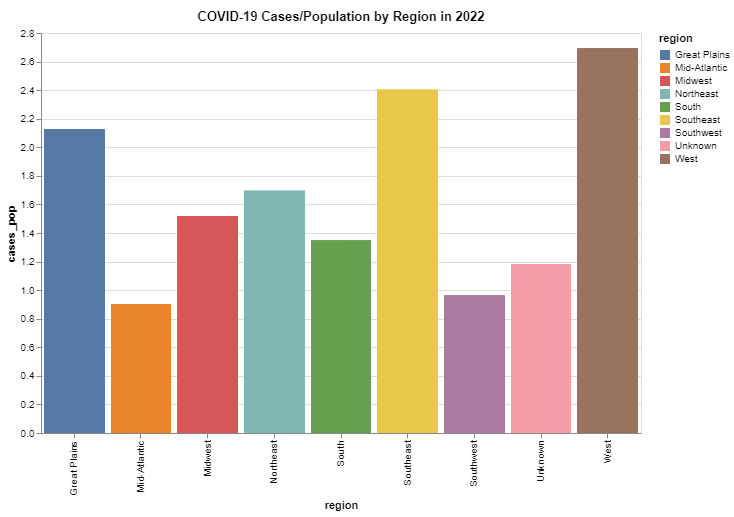 COVID-19 Cases/Population by Region in 2022
cases_pop
2.8
2.6
2.4
2.2
2.0
1.8
1.6
1.4
1.2
1.0
0.8
0.6
0.4
0.2
0.0
Great Plains
Mid-Atlantic
Midwest
Northeast
South
Southeast
Southwest
Unknown
West
region
region
Great Plains
Mid-Atlantic
Midwest
Northeast
South
Southeast
Southwest
Unknown
West